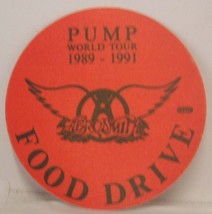 PUMP
WORLD TOUR
1989 - 1991
AEROSMITH
FOOD DRIVE